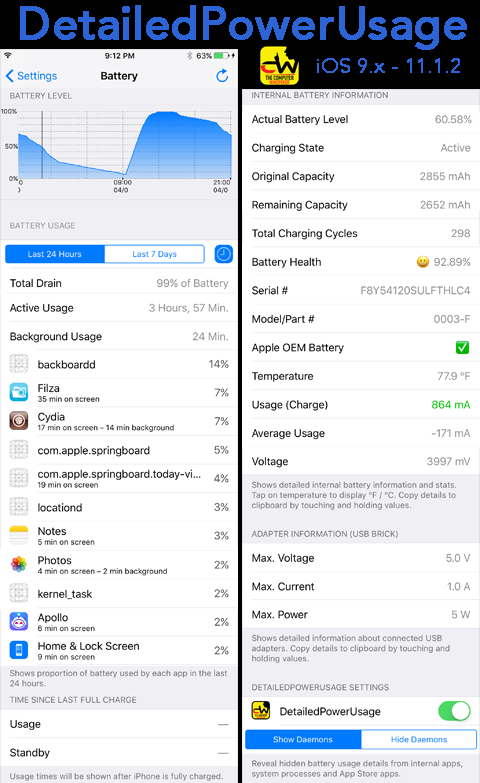 DetailedPowerUsage
iOS 9.x - 11.1.2
9:12 PM
63%
Settings
Battery
BATTERY LEVEL
100%
50%
0%
09:00
21:00
04/0
04/0
BATTERY USAGE
Last 24 Hours
Last 7 Days
Total Drain 99% of Battery
Active Usage 3 Hours, 57 Min.
Background Usage 24 Min.
backboardd 14%
Filza 7%
35 min on screen
Cydia 7%
17 min on screen – 14 min background
com.apple.springboard 5%
com.apple.springboard.today-vi... 4%
19 min on screen
locationd 3%
Notes 3%
5 min on screen
Photos 2%
4 min on screen – 2 min background
kernel_task 2%
Apollo 2%
6 min on screen
Home & Lock Screen 2%
9 min on screen
Shows proportion of battery used by each app in the last
24 hours.
TIME SINCE LAST FULL CHARGE
Usage —
Standby —
Usage times will be shown after iPhone is fully charged.
CW
THE COMPUTER
WHISPERER
INTERNAL BATTERY INFORMATION
Actual Battery Level 60.58%
Charging State Active
Original Capacity 2855 mAh
Remaining Capacity 2652 mAh
Total Charging Cycles 298
Battery Health 😀 92.89%
Serial # F8Y54120SULFTHLC4
Model/Part # 0003-F
Apple OEM Battery ✅
Temperature 77.9 °F
Usage (Charge) 864 mA
Average Usage -171 mA
Voltage 3997 mV
Shows detailed internal battery information and stats.
Tap on temperature to display °F / °C. Copy details to
clipboard by touching and holding values.
ADAPTER INFORMATION (USB BRICK)
Max. Voltage 5.0 V
Max. Current 1.0 A
Max. Power 5 W
Shows detailed information about connected USB
adapters. Copy details to clipboard by touching and
holding values.
DETAILEDPOWERUSAGE SETTINGS
DetailedPowerUsage
Show Daemons
Hide Daemons
Reveal hidden battery usage details from internal apps,
system processes and App Store apps.